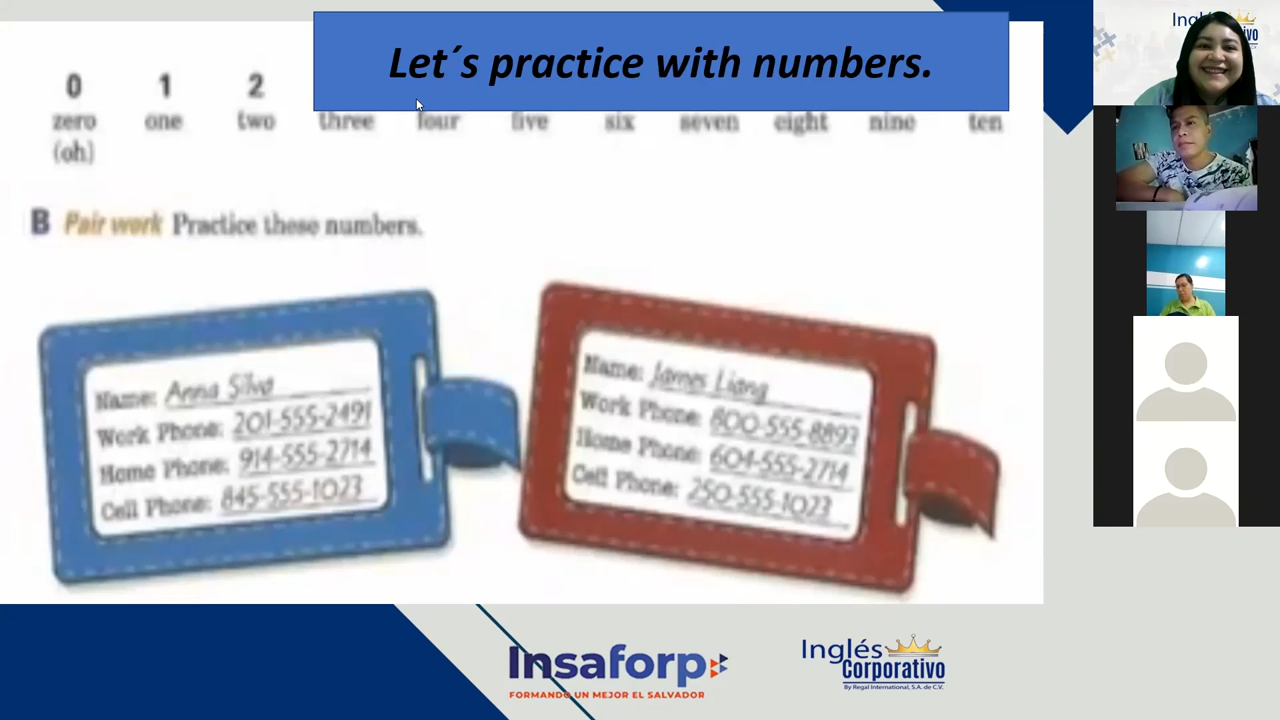 Let´s practice with numbers.
0 1 2
zero one two three four five six seven eight nine ten
(oh)
B Pair work Practice these numbers.
Name: Anna Silva
Work Phone: 201-555-2491
Home Phone: 914-555-2714
Cell Phone: 845-555-1023
Name: James Liang
Work Phone: 600-555-8893
Home Phone: 604-555-2714
Cell Phone: 250-555-1023
Insaforp
FORMANDO UN MEJOR EL SALVADOR
Inglés
Corporativo
By Regal International, S.A. de C.V.